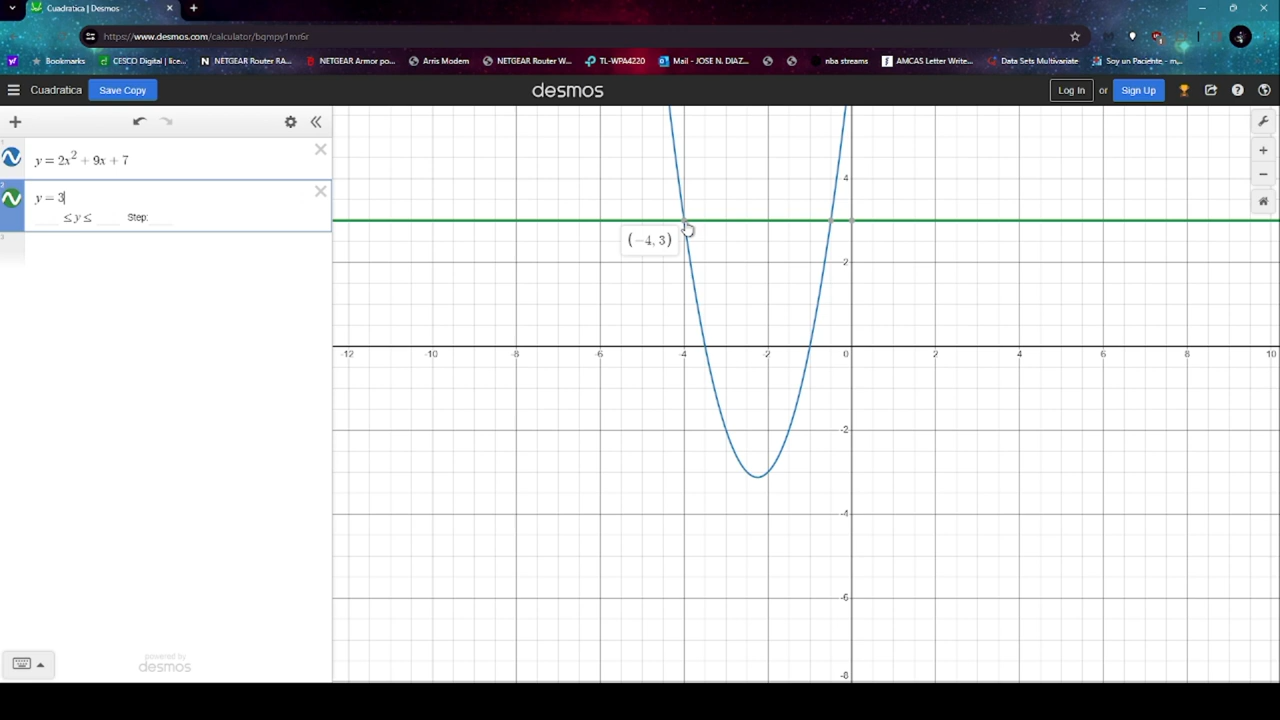 Cuadratica | Desmos
https://www.desmos.com/calculator/bqmpy1mr6r
Bookmarks
CESCO Digital | lice...
NETGEAR Router RA...
NETGEAR Armor po...
Arris Modem
NETGEAR Router W...
TL-WPA4220
Mail - JOSE N. DIAZ...
nba streams
AMCAS Letter Write...
Data Sets Multivariate
Soy un Paciente, - m...
Cuadratica
Save Copy
desmos
Log In
or
Sign Up
1
y = 2x² + 9x + 7
2
y = 3
≤ y ≤ Step:
3
(−4, 3)
4
2
-12 -10 -8 -6 -4 -2 0 2 4 6 8 10
-2
-4
-6
-8
powered by
desmos